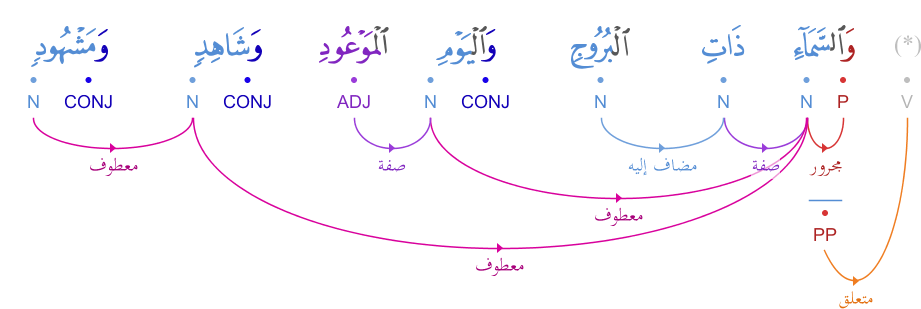 (*) وَٱلسَّمَآءِ ذَاتِ ٱلْبُرُوجِ وَٱلْيَوْمِ ٱلْمَوْعُودِ وَشَاهِدٍ وَمَشْهُودٍ
V P N N N CONJ N ADJ CONJ N CONJ N
مجرور صفة مضاف إليه صفة معطوف
معطوف
PP
معطوف
متعلق